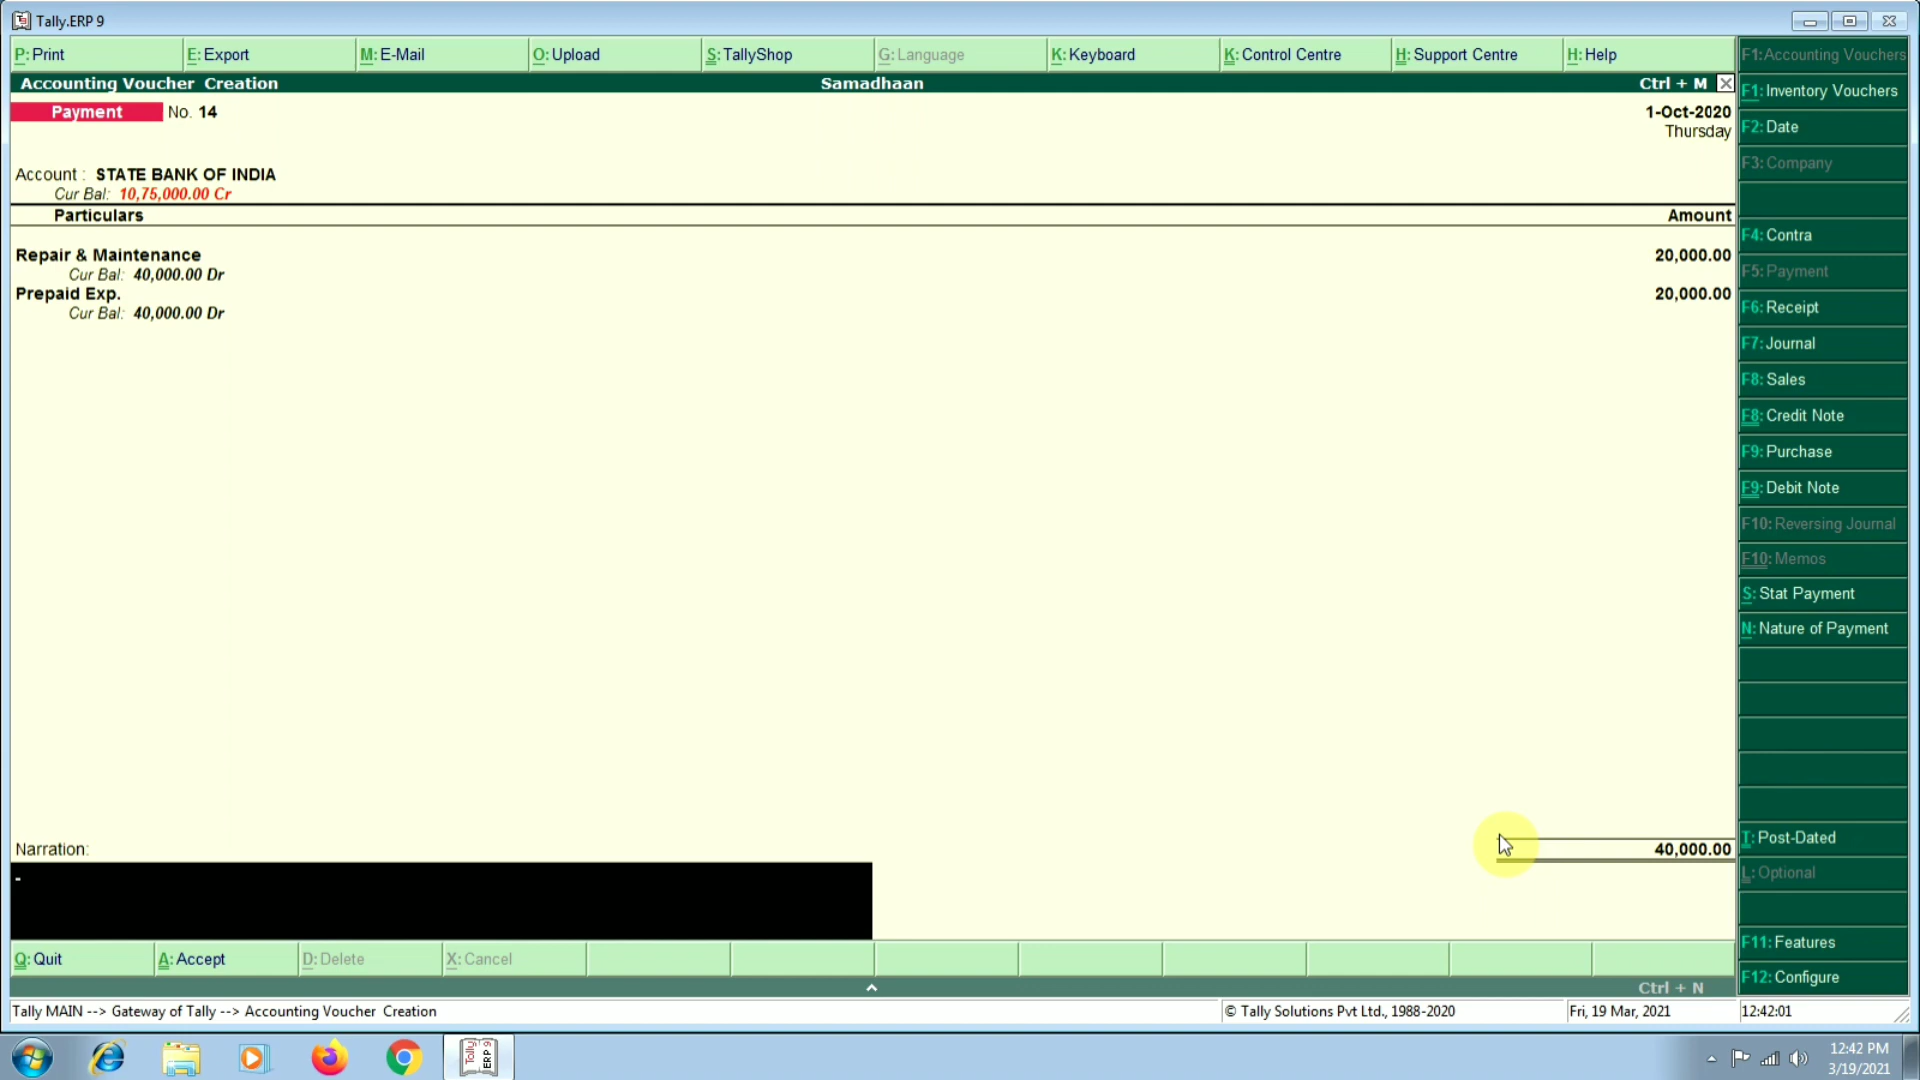 Tally.ERP 9
P: Print E: Export M: E-Mail O: Upload S: TallyShop G: Language K: Keyboard K: Control Centre H: Support Centre H: Help
Accounting Voucher Creation Samadhaan Ctrl + M
Payment No. 14 1-Oct-2020
Thursday
Account : STATE BANK OF INDIA
Cur Bal: 10,75,000.00 Cr
Particulars Amount
Repair & Maintenance 20,000.00
Cur Bal: 40,000.00 Dr
Prepaid Exp. 20,000.00
Cur Bal: 40,000.00 Dr
Narration: 40,000.00
Q: Quit A: Accept D: Delete X: Cancel
Ctrl + N
Tally MAIN --> Gateway of Tally --> Accounting Voucher Creation © Tally Solutions Pvt Ltd., 1988-2020 Fri, 19 Mar, 2021 12:42:01
F1: Accounting Vouchers
F1: Inventory Vouchers
F2: Date
F3: Company
F4: Contra
F5: Payment
F6: Receipt
F7: Journal
F8: Sales
F8: Credit Note
F9: Purchase
F9: Debit Note
F10: Reversing Journal
F10: Memos
S: Stat Payment
N: Nature of Payment
T: Post-Dated
L: Optional
F11: Features
F12: Configure
Tally
ERP 9
12:42 PM
3/19/2021